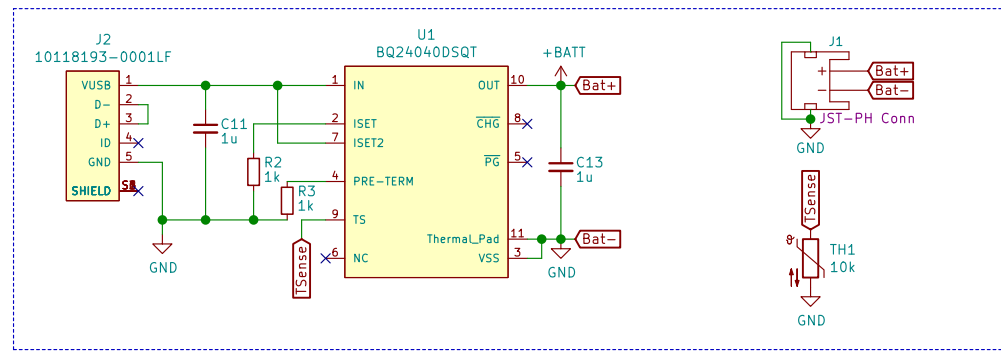 J2
10118193-0001LF
VUSB 1
D- 2
D+ 3
ID 4
GND 5
SHIELD
GND
C11
1u
R2
1k
R3
1k
TSense
U1
BQ24040DSQT
1 IN
2 ISET
7 ISET2
4 PRE-TERM
9 TS
6 NC
OUT 10
CHG 8
PG 5
Thermal_Pad 11
VSS 3
+BATT
Bat+
C13
1u
Bat-
GND
J1
+ Bat+
- Bat-
JST-PH Conn
GND
TSense
TH1
10k
GND